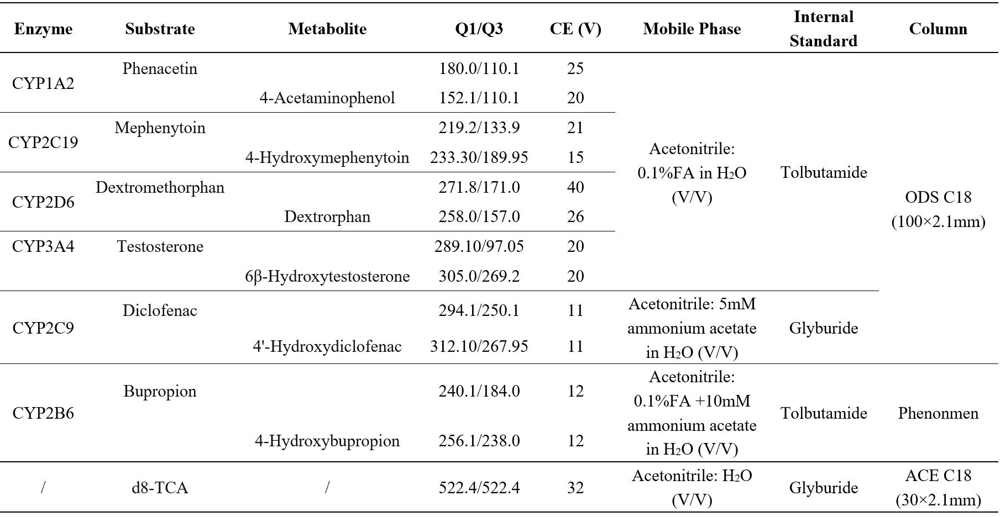 Enzyme Substrate Metabolite Q1/Q3 CE (V) Mobile Phase Internal Standard Column
CYP1A2
Phenacetin 180.0/110.1 25
4-Acetaminophenol 152.1/110.1 20
CYP2C19
Mephenytoin 219.2/133.9 21
4-Hydroxymephenytoin 233.30/189.95 15
CYP2D6
Dextromethorphan 271.8/171.0 40
Dextrorphan 258.0/157.0 26
CYP3A4 Testosterone 289.10/97.05 20
6β-Hydroxytestosterone 305.0/269.2 20
Acetonitrile:
0.1%FA in H2O
(V/V)
Tolbutamide
ODS C18
(100×2.1mm)
CYP2C9
Diclofenac 294.1/250.1 11
4'-Hydroxydiclofenac 312.10/267.95 11
Acetonitrile: 5mM
ammonium acetate
in H2O (V/V)
Glyburide
CYP2B6
Bupropion 240.1/184.0 12
4-Hydroxybupropion 256.1/238.0 12
Acetonitrile:
0.1%FA +10mM
ammonium acetate
in H2O (V/V)
Tolbutamide
Phenonmen
/ d8-TCA / 522.4/522.4 32
Acetonitrile: H2O
(V/V)
Glyburide
ACE C18
(30×2.1mm)